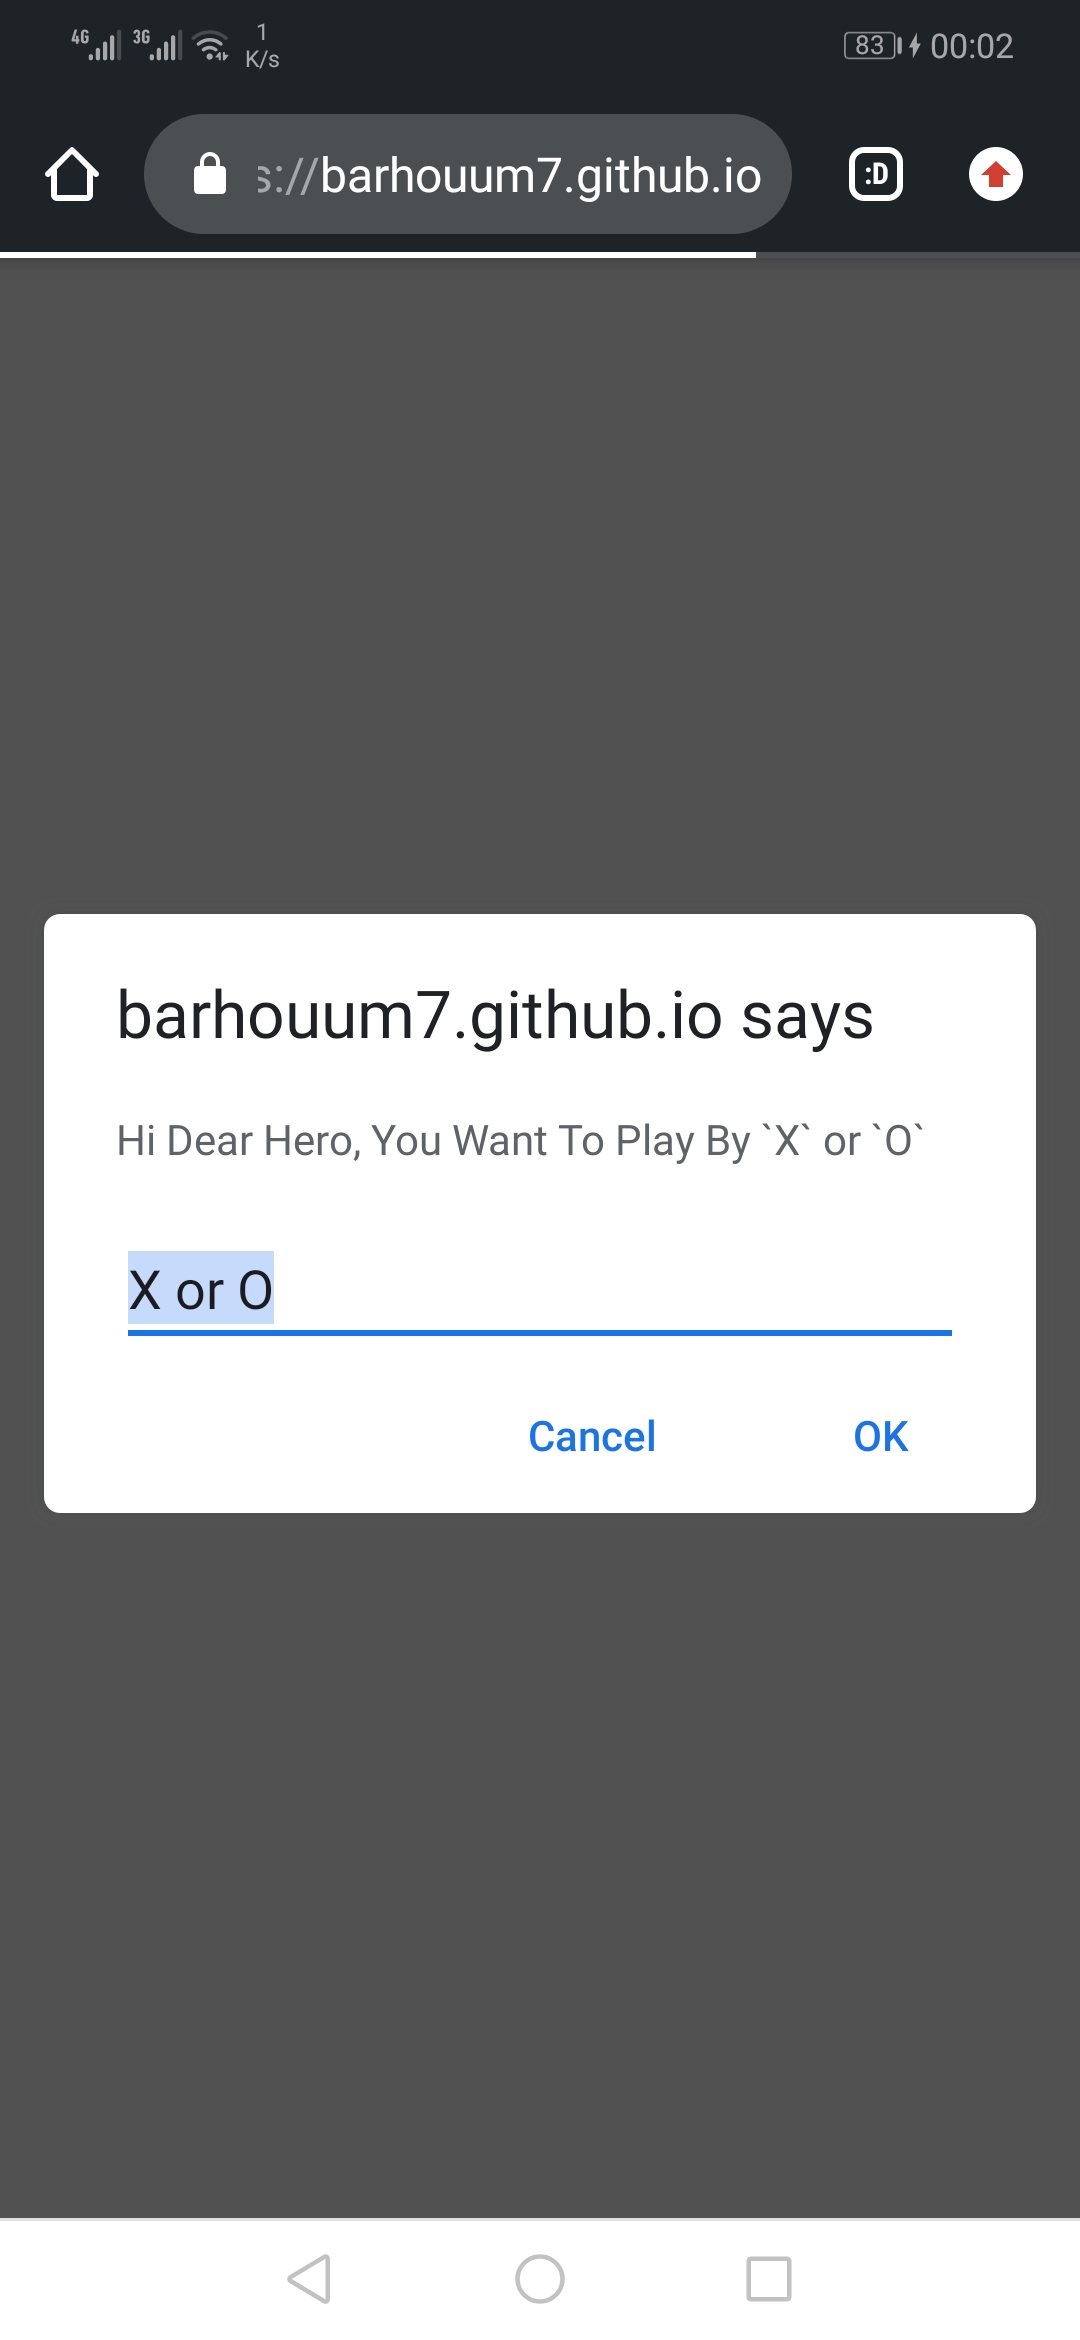 4G 3G 1 K/s 83 00:02
s://barhouum7.github.io :D
barhouum7.github.io says
Hi Dear Hero, You Want To Play By `X` or `O`
X or O
Cancel OK